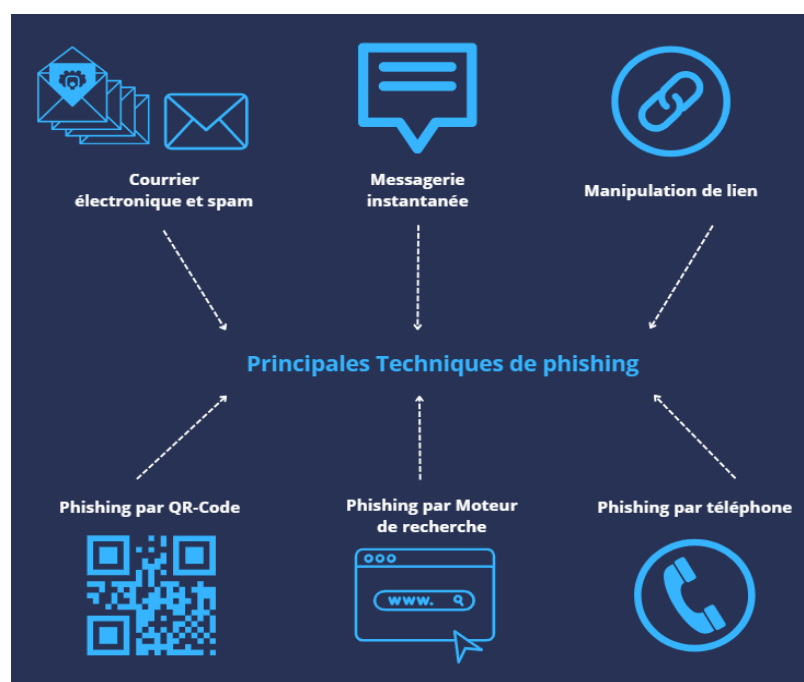 Courrier
électronique et spam
Messagerie
instantanée
Manipulation de lien
Principales Techniques de phishing
Phishing par QR-Code
Phishing par Moteur
de recherche
Phishing par téléphone
www.